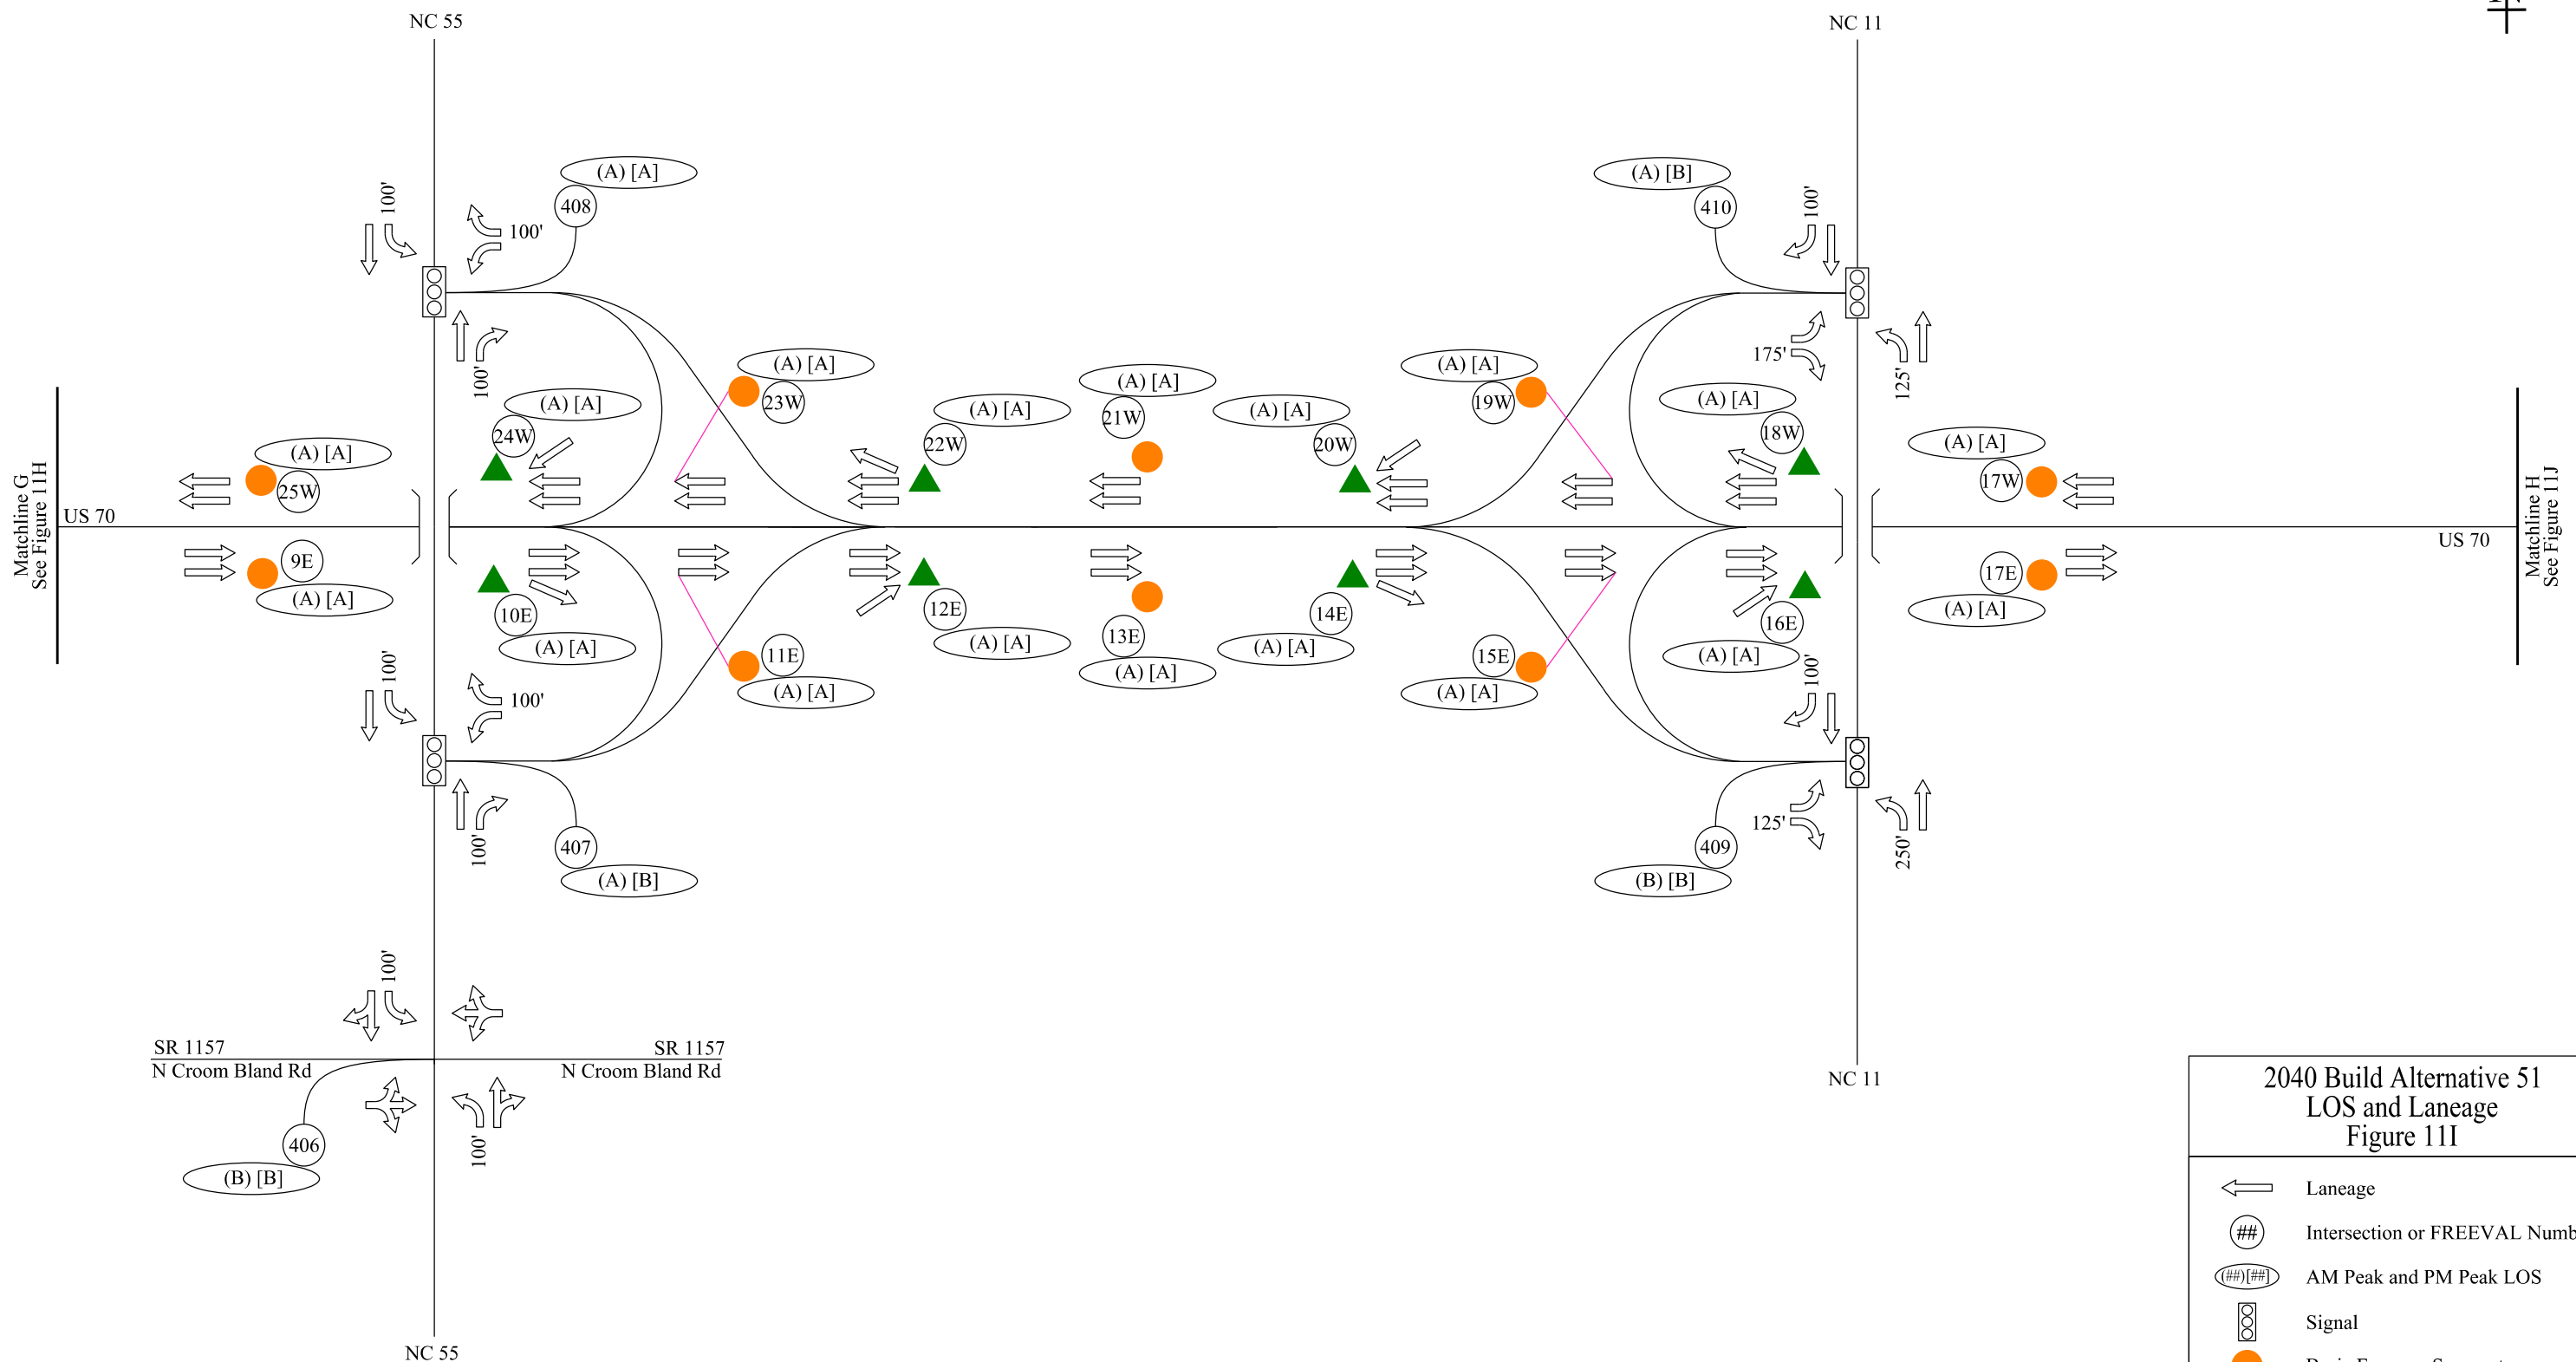 NC 55
NC 11
(A) [A]
408
(A) [B]
410
100'
100'
100'
100'
175'
125'
(A) [A]
23W
(A) [A]
24W
(A) [A]
22W
(A) [A]
21W
(A) [A]
20W
(A) [A]
19W
(A) [A]
18W
(A) [A]
17W
(A) [A]
25W
Matchline G
See Figure 11H
US 70
US 70
Matchline H
See Figure 11J
9E
(A) [A]
10E
(A) [A]
11E
(A) [A]
12E
(A) [A]
13E
(A) [A]
14E
(A) [A]
15E
(A) [A]
16E
(A) [A]
17E
(A) [A]
100'
100'
100'
100'
125'
250'
407
(A) [B]
409
(B) [B]
100'
SR 1157
N Croom Bland Rd
SR 1157
N Croom Bland Rd
100'
406
(B) [B]
NC 55
NC 11
2040 Build Alternative 51
LOS and Laneage
Figure 11I
Laneage
##
Intersection or FREEVAL
(##)[##]
AM Peak and PM Peak LOS
Signal